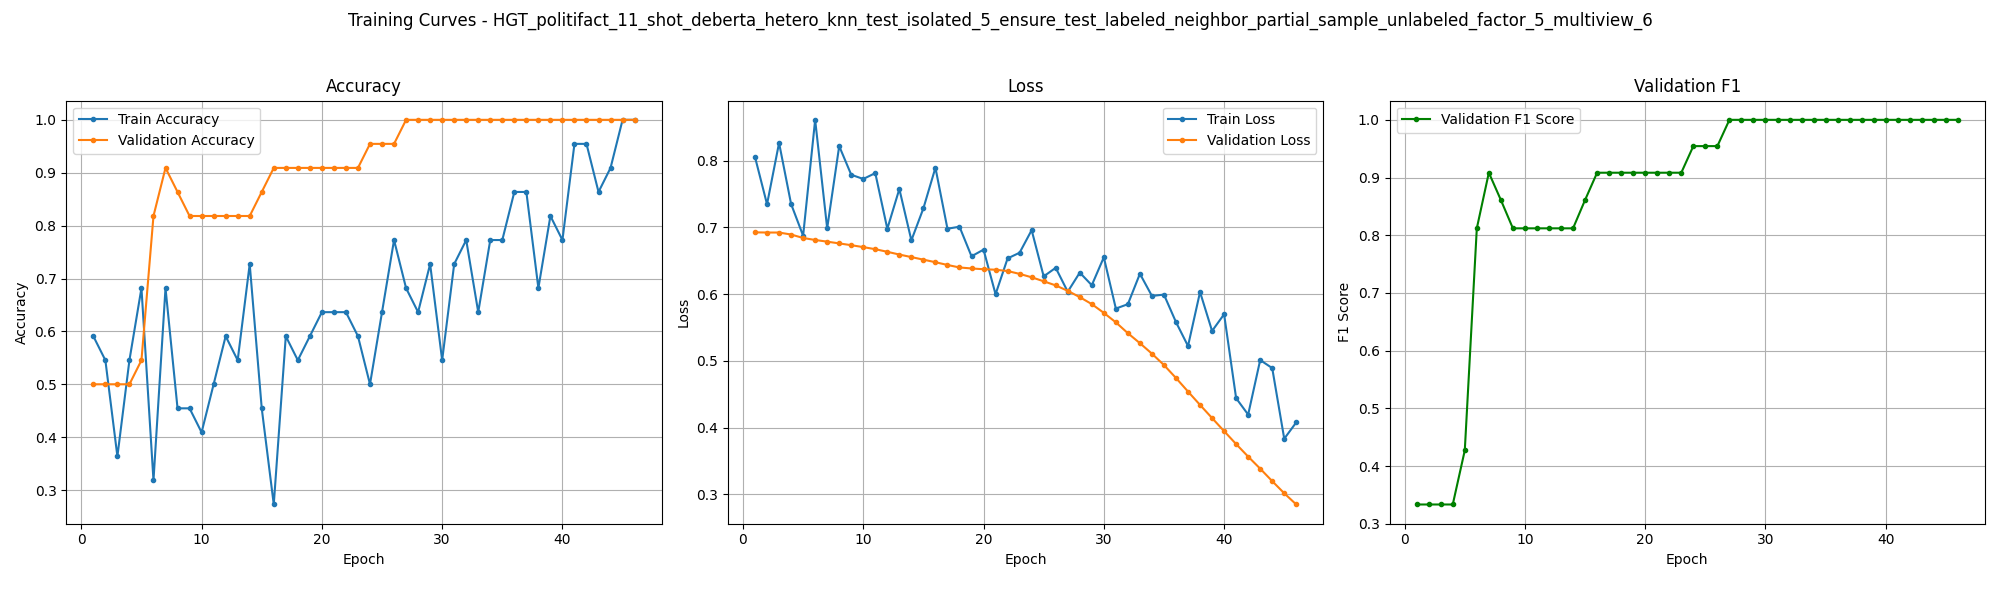 Training Curves - HGT_politifact_11_shot_deberta_hetero_knn_test_isolated_5_ensure_test_labeled_neighbor_partial_sample_unlabeled_factor_5_multiview_6
Accuracy
Train Accuracy
Validation Accuracy
1.0
0.9
0.8
0.7
0.6
0.5
0.4
0.3
Accuracy
0 10 20 30 40
Epoch
Loss
Train Loss
Validation Loss
0.8
0.7
0.6
0.5
0.4
0.3
Loss
0 10 20 30 40
Epoch
Validation F1
Validation F1 Score
1.0
0.9
0.8
0.7
0.6
0.5
0.4
0.3
F1 Score
0 10 20 30 40
Epoch